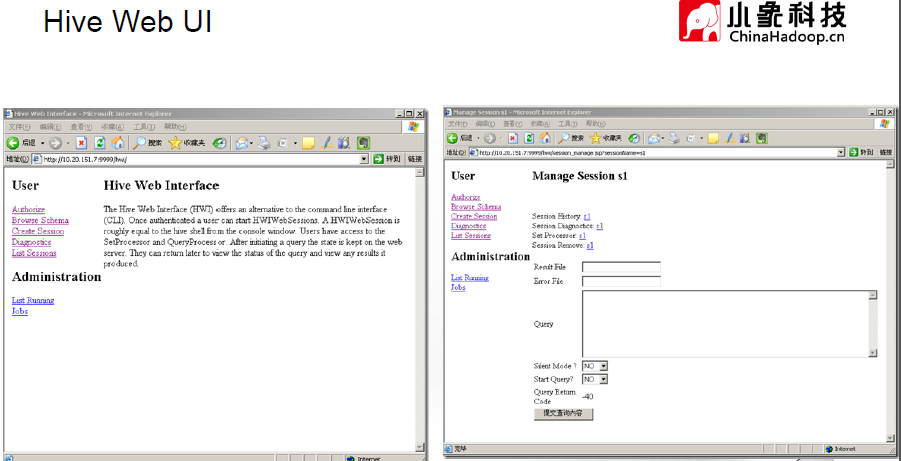 Hive Web UI
小象科技
ChinaHadoop.cn
Hive Web Interface - Microsoft Internet Explorer
文件(F) 编辑(E) 查看(V) 收藏(A) 工具(T) 帮助(H)
后退 搜索 收藏夹
地址(D) http://10.20.151.7:9999/hwi/ 转到 链接
User
Authorize
Browse Schema
Create Session
Diagnostics
List Sessions
Administration
List Running
Jobs
Hive Web Interface
The Hive Web Interface (HWI) offers an alternative to the command line interface
(CLI). Once authenticated a user can start HWIWebSessions. A HWIWebSession is
roughly equal to the hive shell from the console window. Users have access to the
SetProcessor and QueryProcessor. After initiating a query the state is kept on the web
server. They can return later to view the status of the query and view any results it
produced.
Internet
Manage Session s1 - Microsoft Internet Explorer
文件(F) 编辑(E) 查看(V) 收藏(A) 工具(T) 帮助(H)
后退 搜索 收藏夹
地址(D) http://10.20.151.7:9999/hwi/session_manage.jsp?sessionName=s1 转到 链接
User
Authorize
Browse Schema
Create Session
Diagnostics
List Sessions
Administration
List Running
Jobs
Manage Session s1
Session History: s1
Session Diagnostics: s1
Set Processor: s1
Session Remove: s1
Result File
Error File
Query
Silent Mode ? NO
Start Query? NO
Query Return
Code -40
提交查询内容
完毕 Internet